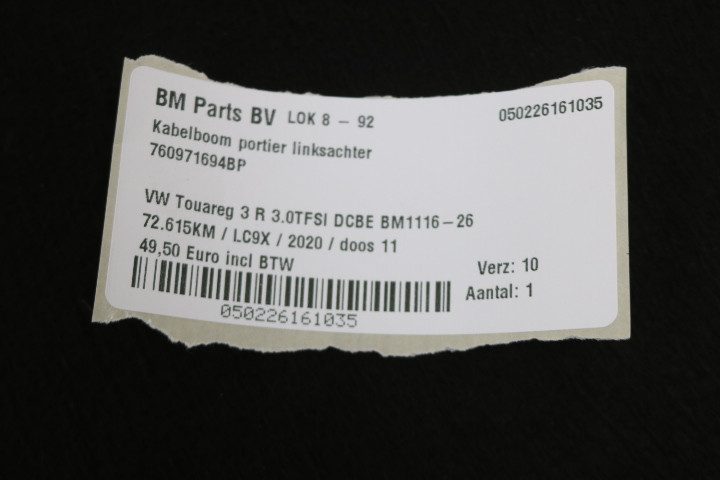 BM Parts BV LOK 8 - 92 050226161035
Kabelboom portier linksachter
760971694BP
VW Touareg 3 R 3.0TFSI DCBE BM1116-26
72.615KM / LC9X / 2020 / doos 11
49,50 Euro incl BTW
Verz: 10
Aantal: 1
050226161035